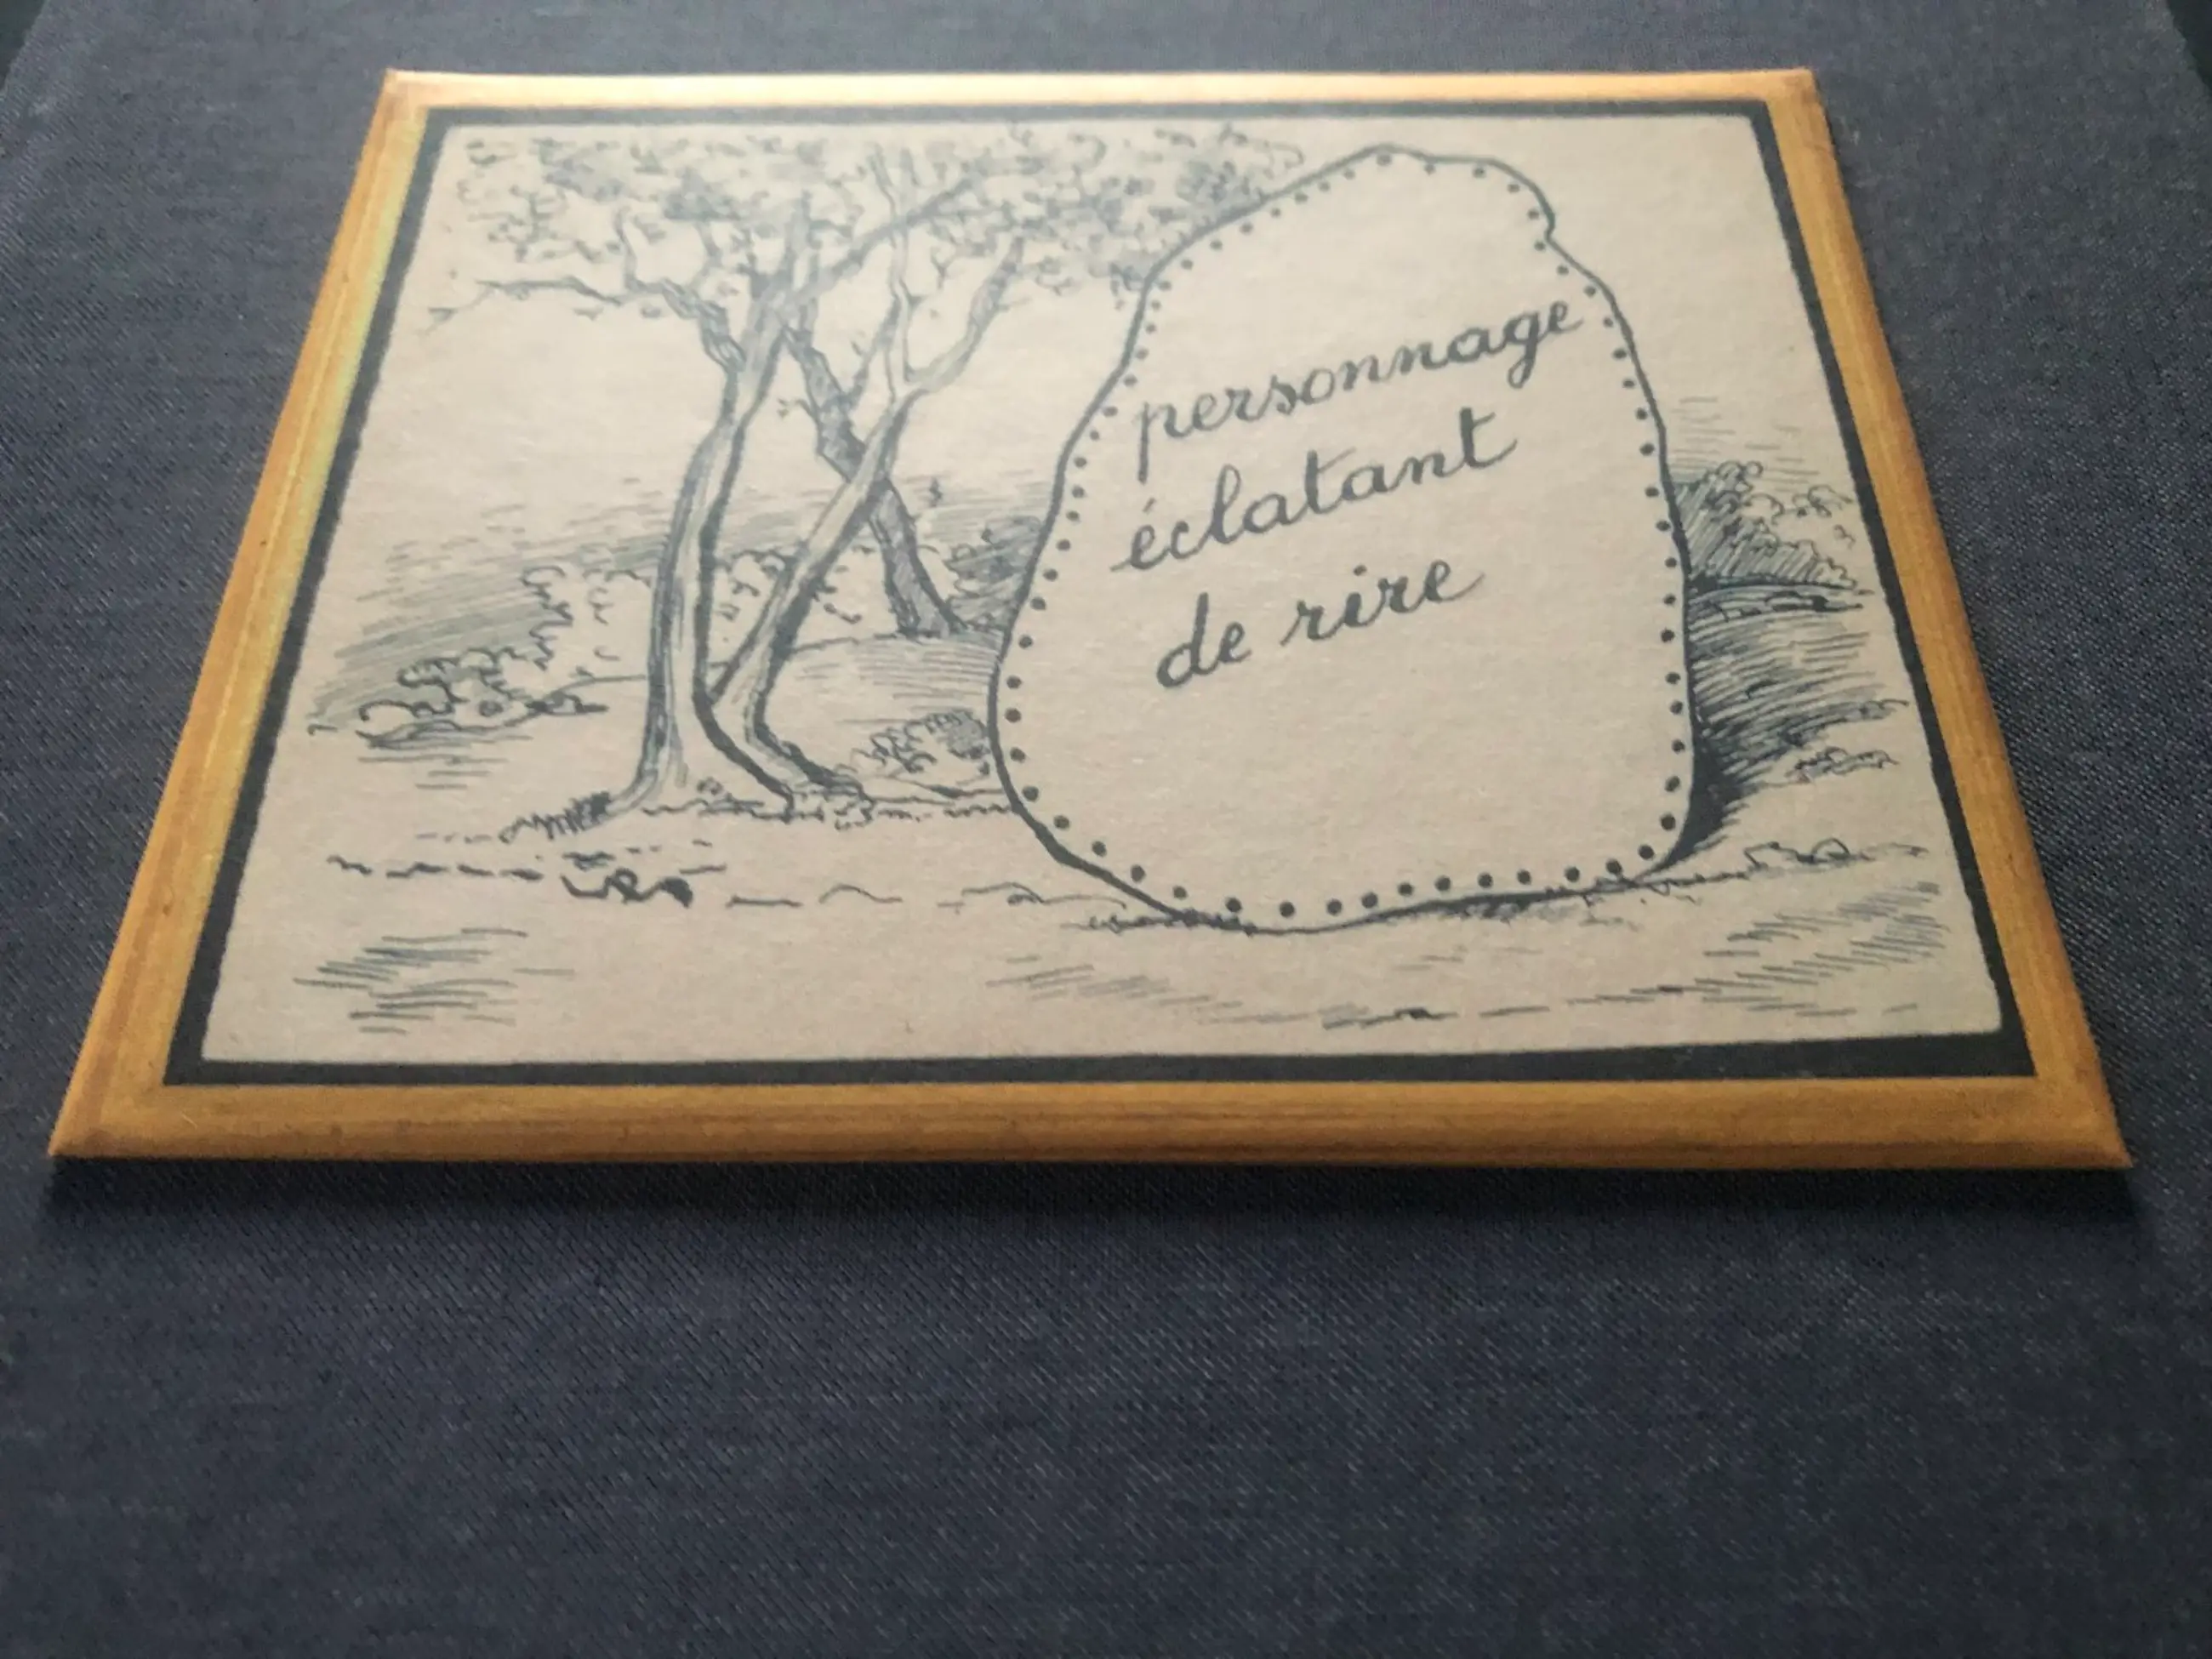 personnage
éclatant
de rire